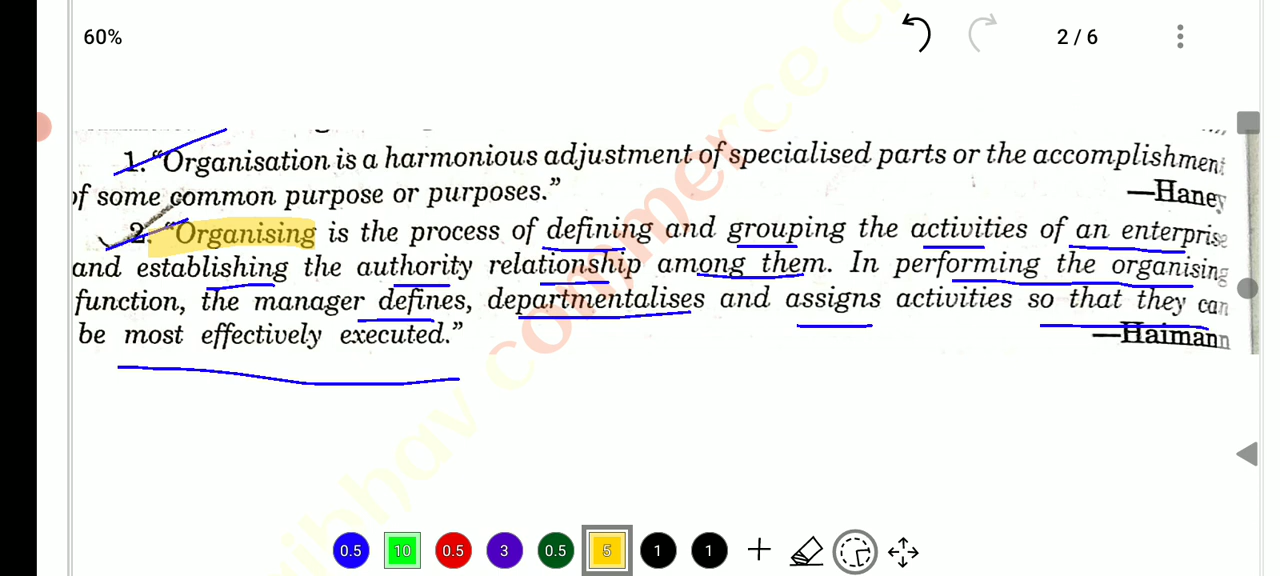 60%
2 / 6
1. “Organisation is a harmonious adjustment of specialised parts or the accomplishment
of some common purpose or purposes.”
—Haney
2. “Organising is the process of defining and grouping the activities of an enterprise
and establishing the authority relationship among them. In performing the organising
function, the manager defines, departmentalises and assigns activities so that they can
be most effectively executed.”
—Haimann
commerce
0.5 10 0.5 3 0.5 5 1 1